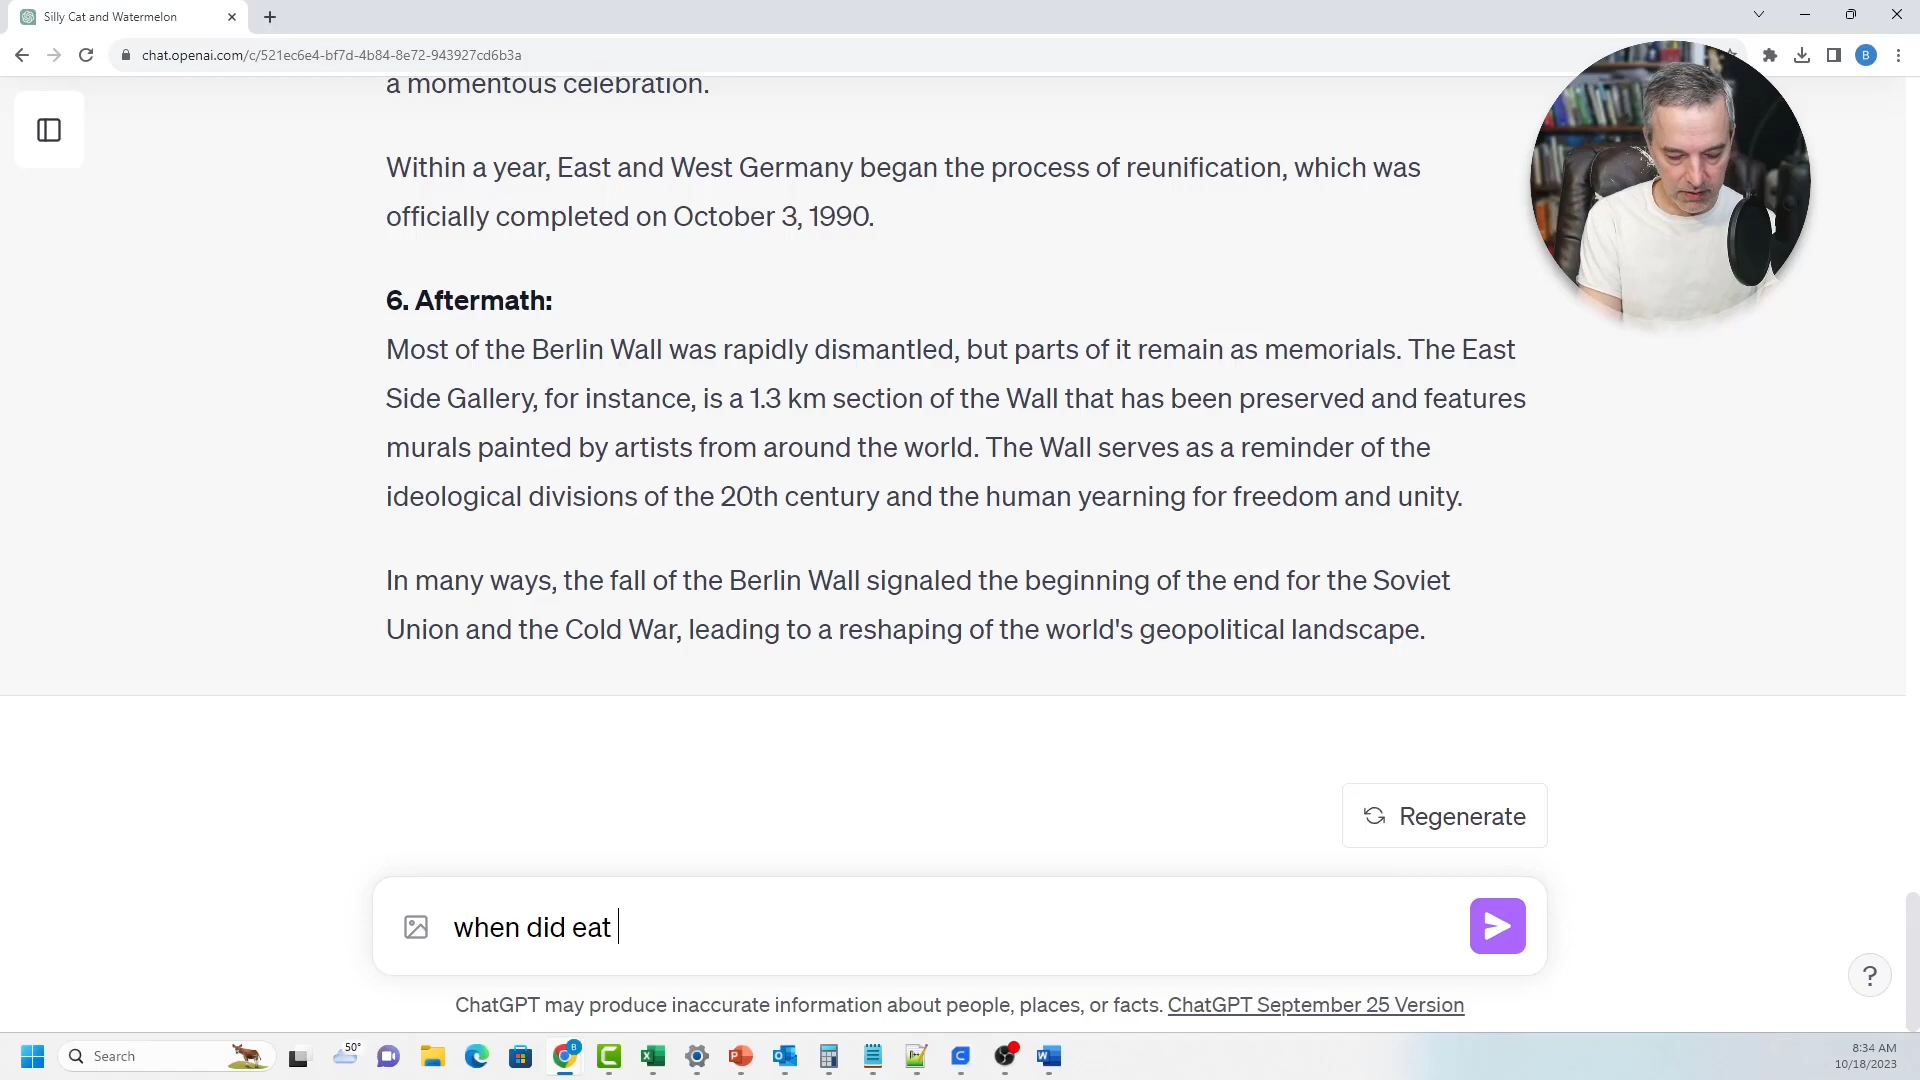 Silly Cat and Watermelon
chat.openai.com/c/521ec6e4-bf7d-4b84-8e72-943927cd6b3a
B
a momentous celebration.
Within a year, East and West Germany began the process of reunification, which was
officially completed on October 3, 1990.
6. Aftermath:
Most of the Berlin Wall was rapidly dismantled, but parts of it remain as memorials. The East
Side Gallery, for instance, is a 1.3 km section of the Wall that has been preserved and features
murals painted by artists from around the world. The Wall serves as a reminder of the
ideological divisions of the 20th century and the human yearning for freedom and unity.
In many ways, the fall of the Berlin Wall signaled the beginning of the end for the Soviet
Union and the Cold War, leading to a reshaping of the world's geopolitical landscape.
Regenerate
when did eat
?
ChatGPT may produce inaccurate information about people, places, or facts. ChatGPT September 25 Version
Search
50°
8:34 AM
10/18/2023